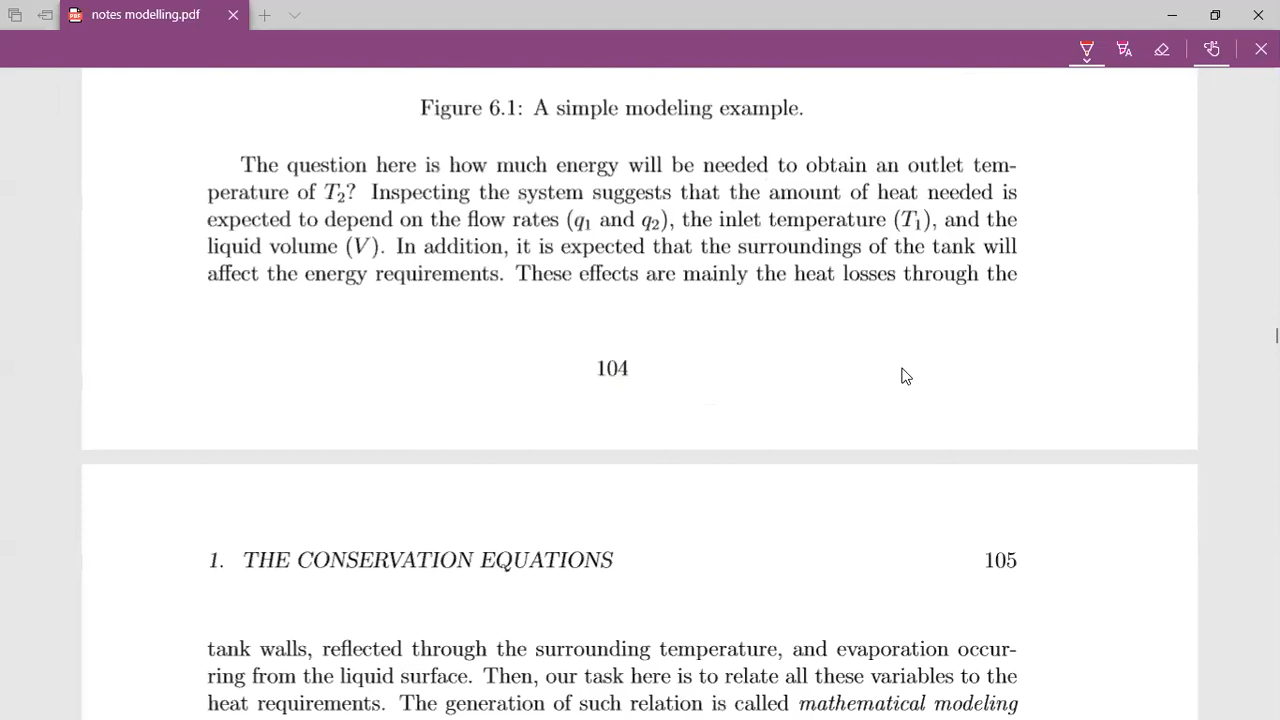 notes modelling.pdf
Figure 6.1: A simple modeling example.
The question here is how much energy will be needed to obtain an outlet tem-
perature of T₂? Inspecting the system suggests that the amount of heat needed is
expected to depend on the flow rates (q₁ and q₂), the inlet temperature (T₁), and the
liquid volume (V). In addition, it is expected that the surroundings of the tank will
affect the energy requirements. These effects are mainly the heat losses through the
104
1. THE CONSERVATION EQUATIONS 105
tank walls, reflected through the surrounding temperature, and evaporation occur-
ring from the liquid surface. Then, our task here is to relate all these variables to the
heat requirements. The generation of such relation is called mathematical modeling